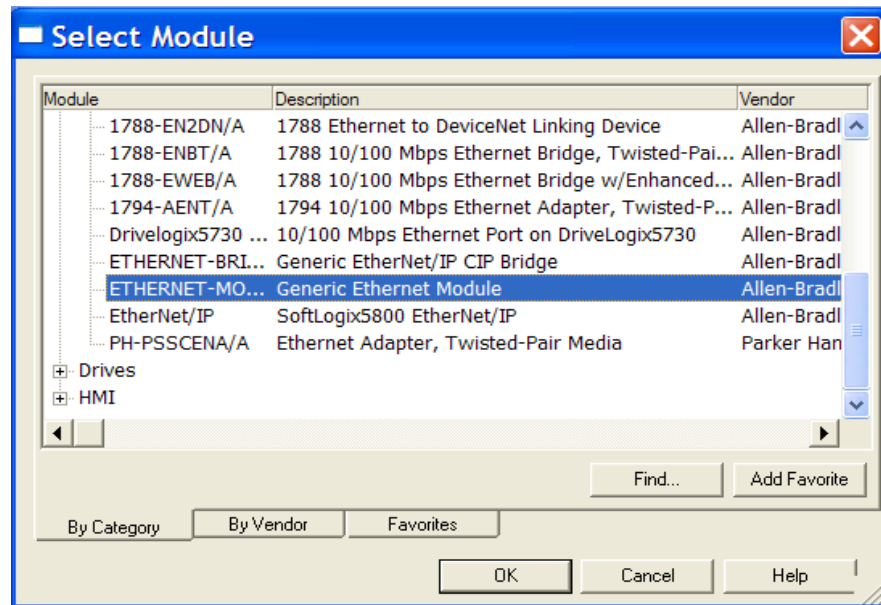 Select Module
Module Description Vendor
1788-EN2DN/A 1788 Ethernet to DeviceNet Linking Device Allen-Bradl
1788-ENBT/A 1788 10/100 Mbps Ethernet Bridge, Twisted-Pai... Allen-Bradl
1788-EWEB/A 1788 10/100 Mbps Ethernet Bridge w/Enhanced... Allen-Bradl
1794-AENT/A 1794 10/100 Mbps Ethernet Adapter, Twisted-P... Allen-Bradl
Drivelogix5730 ... 10/100 Mbps Ethernet Port on DriveLogix5730 Allen-Bradl
ETHERNET-BRI... Generic EtherNet/IP CIP Bridge Allen-Bradl
ETHERNET-MO... Generic Ethernet Module Allen-Bradl
EtherNet/IP SoftLogix5800 EtherNet/IP Allen-Bradl
PH-PSSCENA/A Ethernet Adapter, Twisted-Pair Media Parker Han
Drives
HMI
Find... Add Favorite
By Category By Vendor Favorites
OK Cancel Help